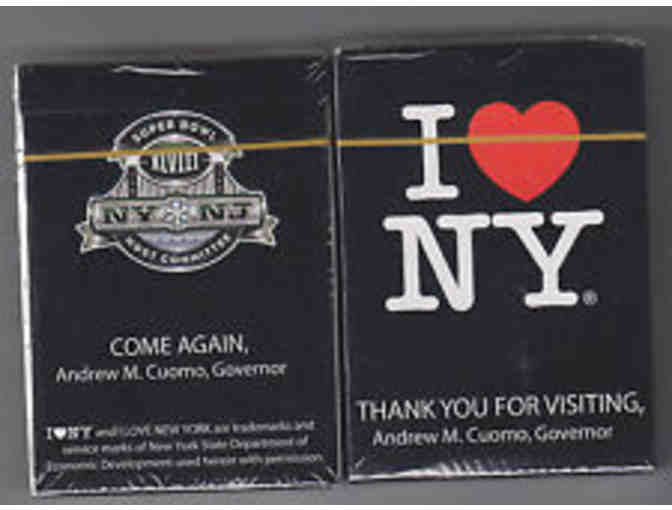 SUPER BOWL
XLVIII
NY NJ
HOST COMMITTEE
COME AGAIN,
Andrew M. Cuomo, Governor
I♥NY and I LOVE NEW YORK are trademarks and
service marks of New York State Department of
Economic Development used herein with permission.
I ♥
NY®
THANK YOU FOR VISITING,
Andrew M. Cuomo, Governor